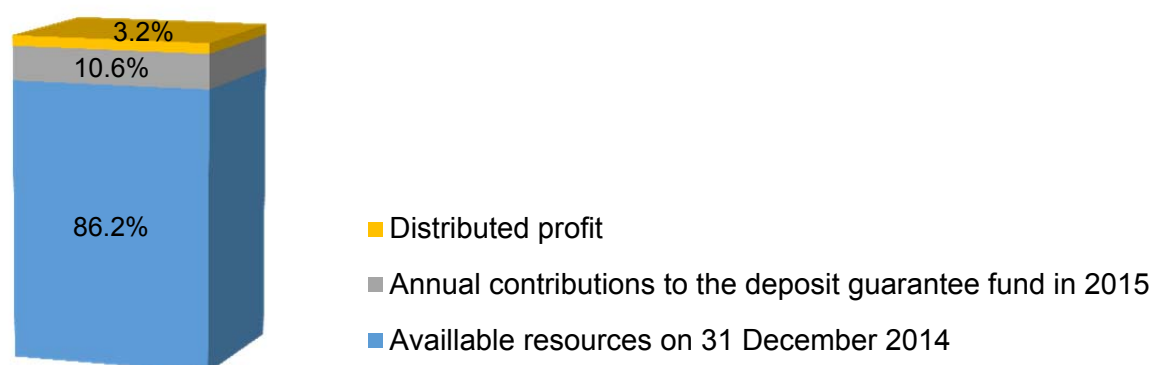 3.2%
10.6%
86.2%
Distributed profit
Annual contributions to the deposit guarantee fund in 2015
Availlable resources on 31 December 2014